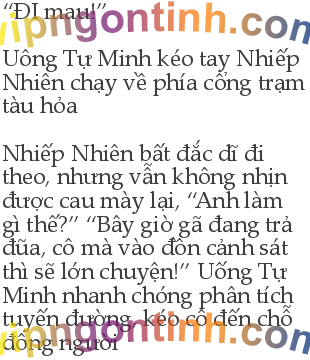 “ĐI mau!”
vipngontinh.com
Uông Tự Minh kéo tay Nhiếp
Nhiên chạy về phía cổng trạm
tàu hỏa
Nhiếp Nhiên bất đắc dĩ đi
theo, nhưng vẫn không nhịn
được cau mày lại, “Anh làm
gì thế?” “Bây giờ gã đang trả
đũa, cô mà vào đồn cảnh sát
thì sẽ lớn chuyện!” Uống Tự
Minh nhanh chóng phân tích
tuyến đường, kéo cô đến chỗ
vipngontinh.com
đông người